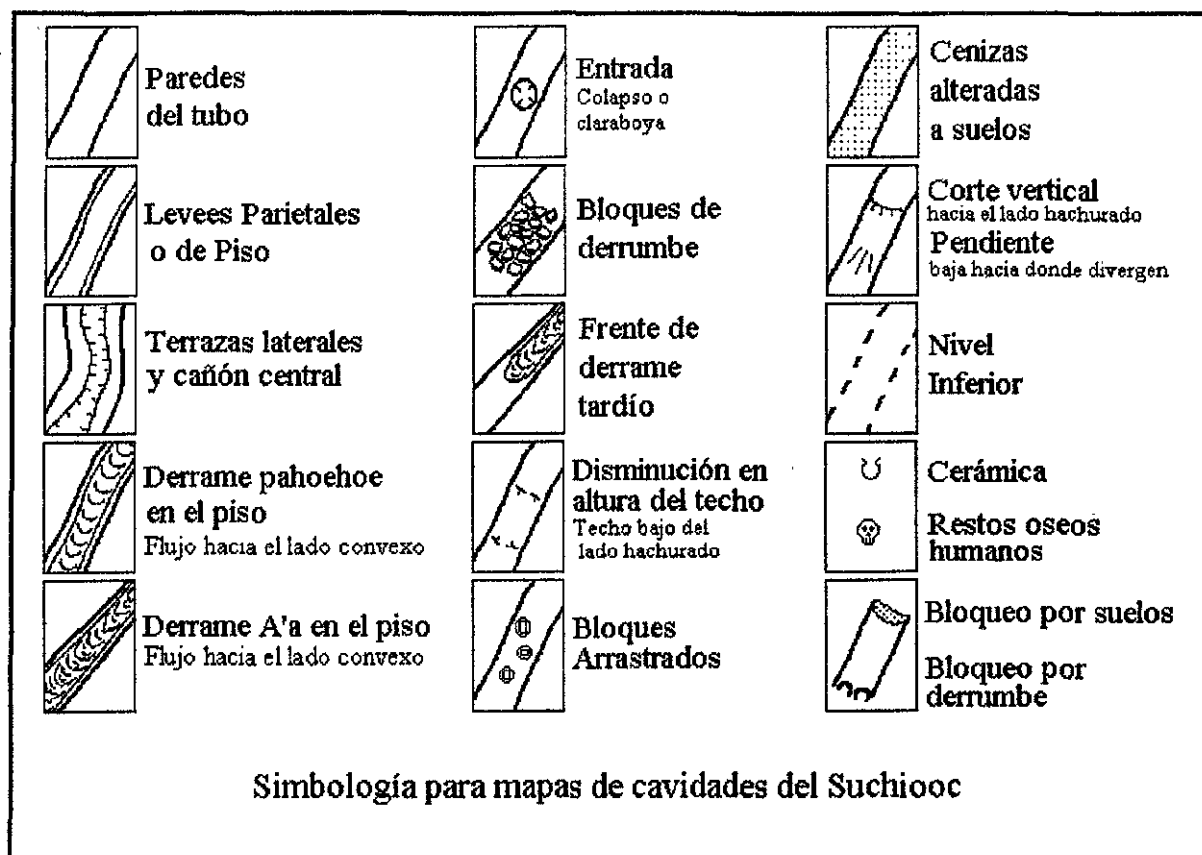 Paredes
del tubo
Levees Parietales
o de Piso
Terrazas laterales
y cañón central
Derrame pahoehoe
en el piso
Flujo hacia el lado convexo
Derrame A'a en el piso
Flujo hacia el lado convexo
Entrada
Colapso o
claraboya
Bloques de
derrumbe
Frente de
derrame
tardío
Disminución en
altura del techo
Techo bajo del
lado hachurado
Bloques
Arrastrados
Cenizas
alteradas
a suelos
Corte vertical
hacia el lado hachurado
Pendiente
baja hacia donde divergen
Nivel
Inferior
Cerámica
Restos oseos
humanos
Bloqueo por suelos
Bloqueo por
derrumbe
Simbología para mapas de cavidades del Suchiooc